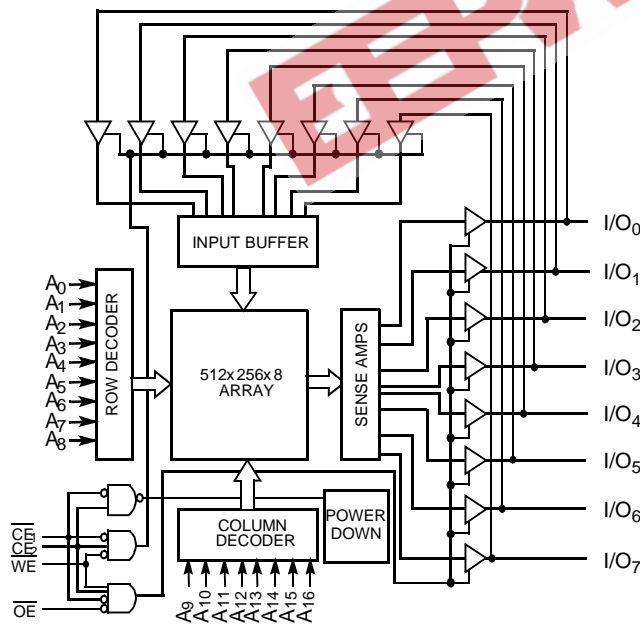 INPUT BUFFER
I/O0
I/O1
I/O2
I/O3
I/O4
I/O5
I/O6
I/O7
A0
A1
A2
A3
A4
A5
A6
A7
A8
ROW DECODER
512x256x8
ARRAY
SENSE AMPS
POWER
DOWN
COLUMN
DECODER
CE1
CE2
WE
OE
A9
A10
A11
A12
A13
A14
A15
A16